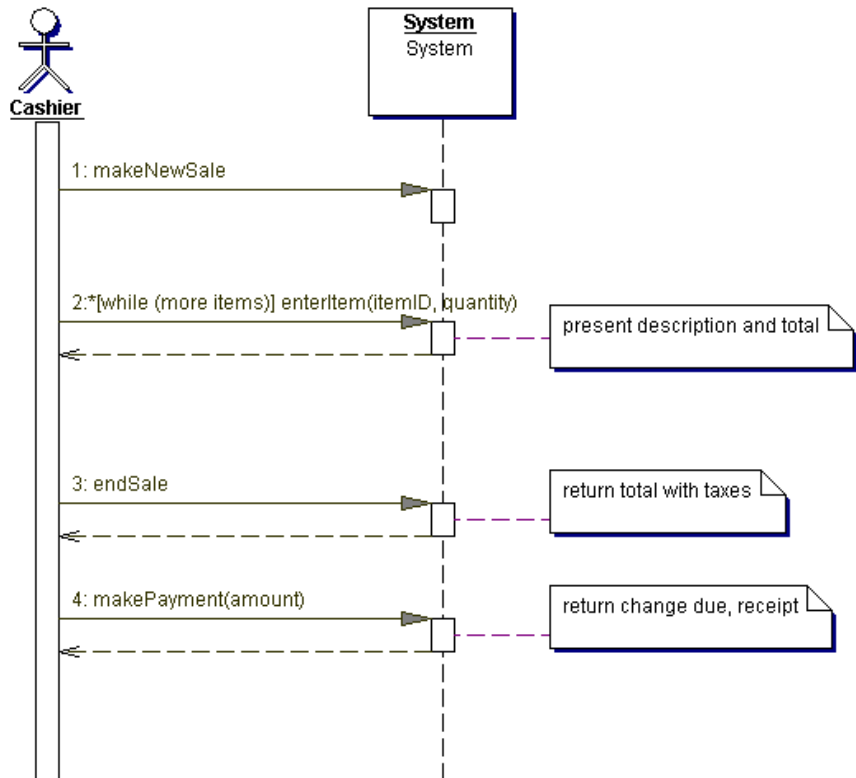 System
System
Cashier
1: makeNewSale
2:*[while (more items)] enterItem(itemID, quantity)
present description and total
3: endSale
return total with taxes
4: makePayment(amount)
return change due, receipt